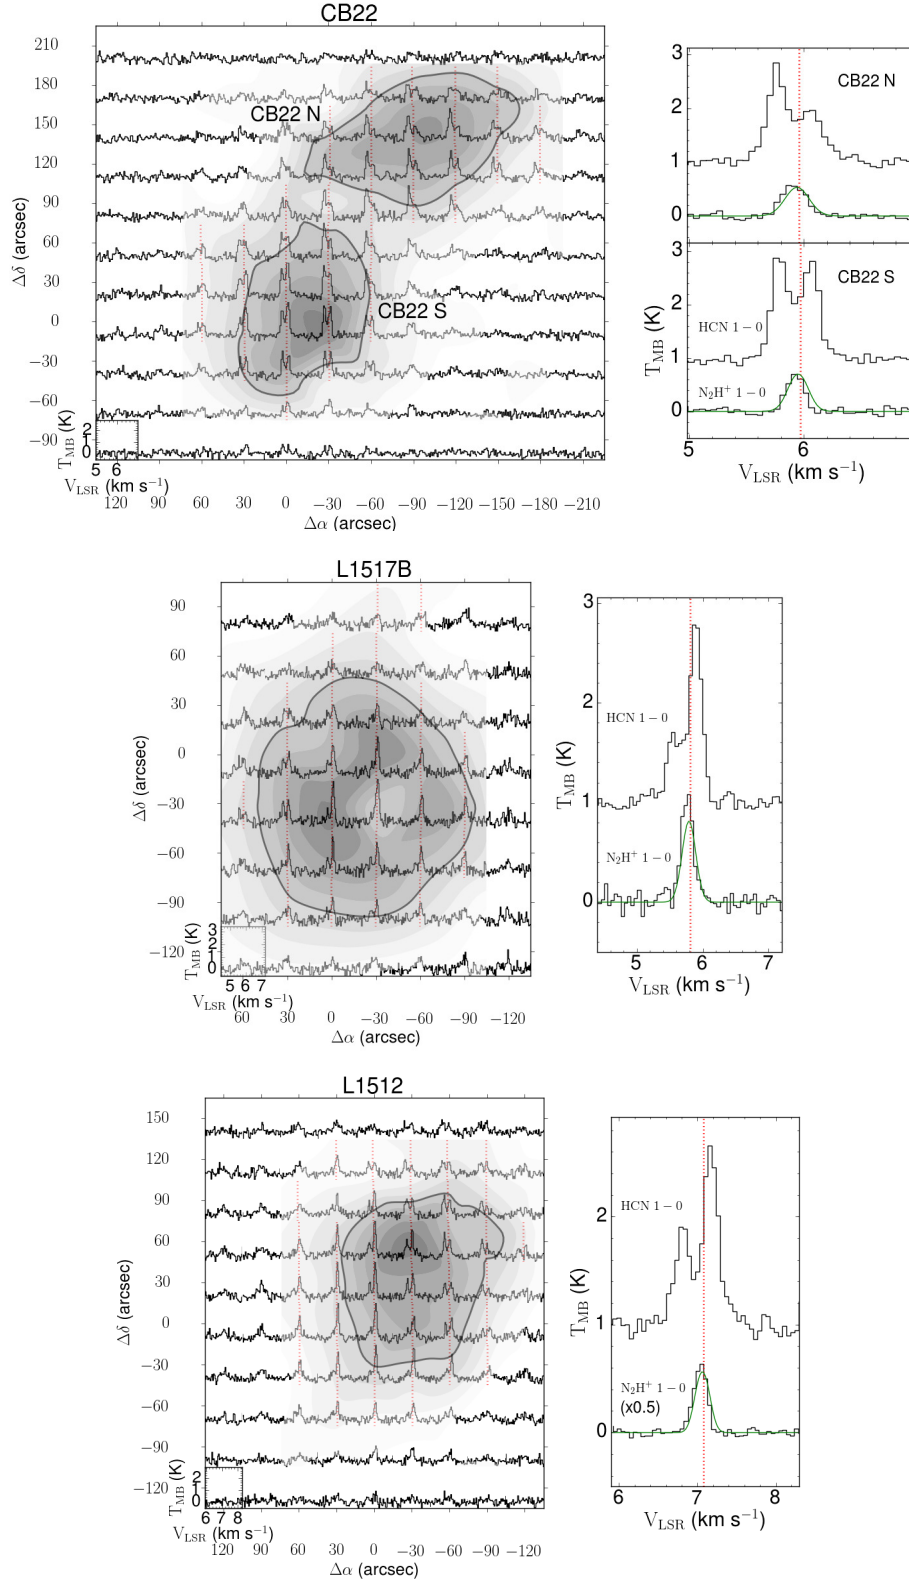 CB22
210
180
150
120
90
60
30
0
−30
−60
−90
CB22 N
CB22 S
Δδ (arcsec)
2
1
0
T_MB (K)
5 6
V_LSR (km s⁻¹)
120 90 60 30 0 −30 −60 −90 −120 −150 −180 −210
Δα (arcsec)
3
2
1
0
CB22 N
3
2
1
0
CB22 S
HCN 1−0
N₂H⁺ 1−0
T_MB (K)
5 6
V_LSR (km s⁻¹)
L1517B
90
60
30
0
−30
−60
−90
−120
Δδ (arcsec)
3
2
1
0
T_MB (K)
5 6 7
V_LSR (km s⁻¹)
60 30 0 −30 −60 −90 −120
Δα (arcsec)
3
2
1
0
HCN 1−0
N₂H⁺ 1−0
T_MB (K)
5 6 7
V_LSR (km s⁻¹)
L1512
150
120
90
60
30
0
−30
−60
−90
−120
Δδ (arcsec)
2
1
0
T_MB (K)
6 7 8
V_LSR (km s⁻¹)
120 90 60 30 0 −30 −60 −90 −120
Δα (arcsec)
2
1
0
HCN 1−0
N₂H⁺ 1−0
(x0.5)
T_MB (K)
6 7 8
V_LSR (km s⁻¹)